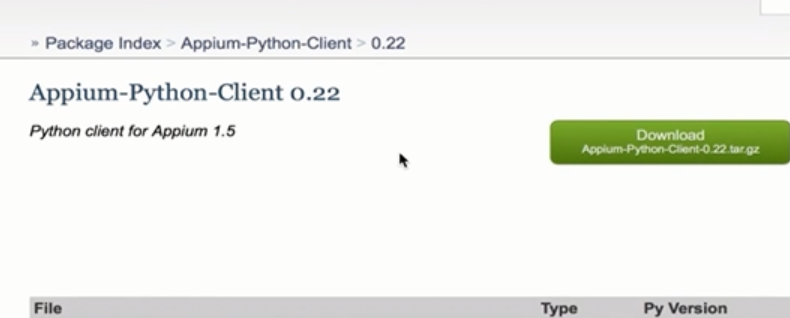 » Package Index > Appium-Python-Client > 0.22
Appium-Python-Client 0.22
Python client for Appium 1.5
Download
Appium-Python-Client-0.22.tar.gz
File Type Py Version